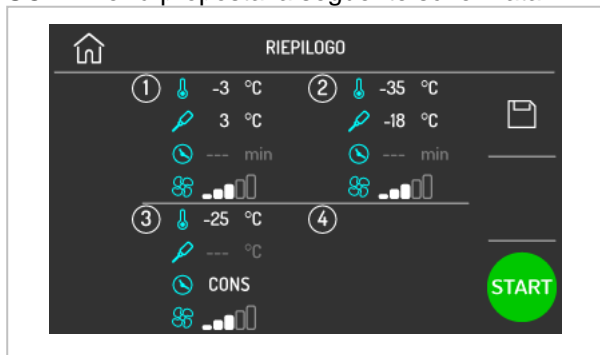 RIEPILOGO
1 -3 °C 2 -35 °C
3 °C -18 °C
--- min --- min
3 -25 °C 4
--- °C
CONS
START